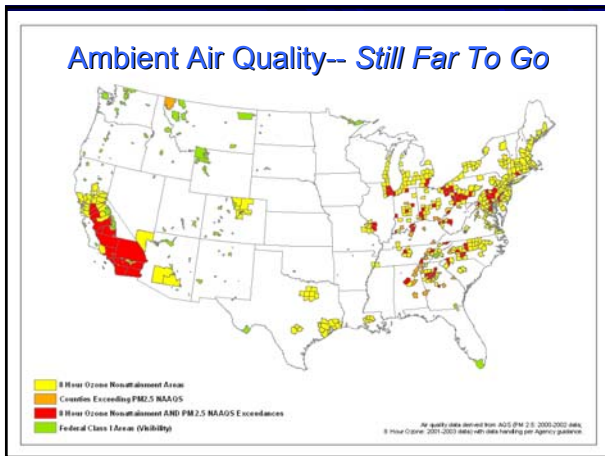 Ambient Air Quality-- Still Far To Go
8 Hour Ozone Nonattainment Areas
Counties Exceeding PM2.5 NAAQS
8 Hour Ozone Nonattainment AND PM 2.5 NAAQS Exceedances
Federal Class I Areas (Visibility)
Air quality data derived from AQS (PM 2.5: 2000-2002 data;
8 Hour Ozone: 2001-2003 data) with data handling per Agency guidance.